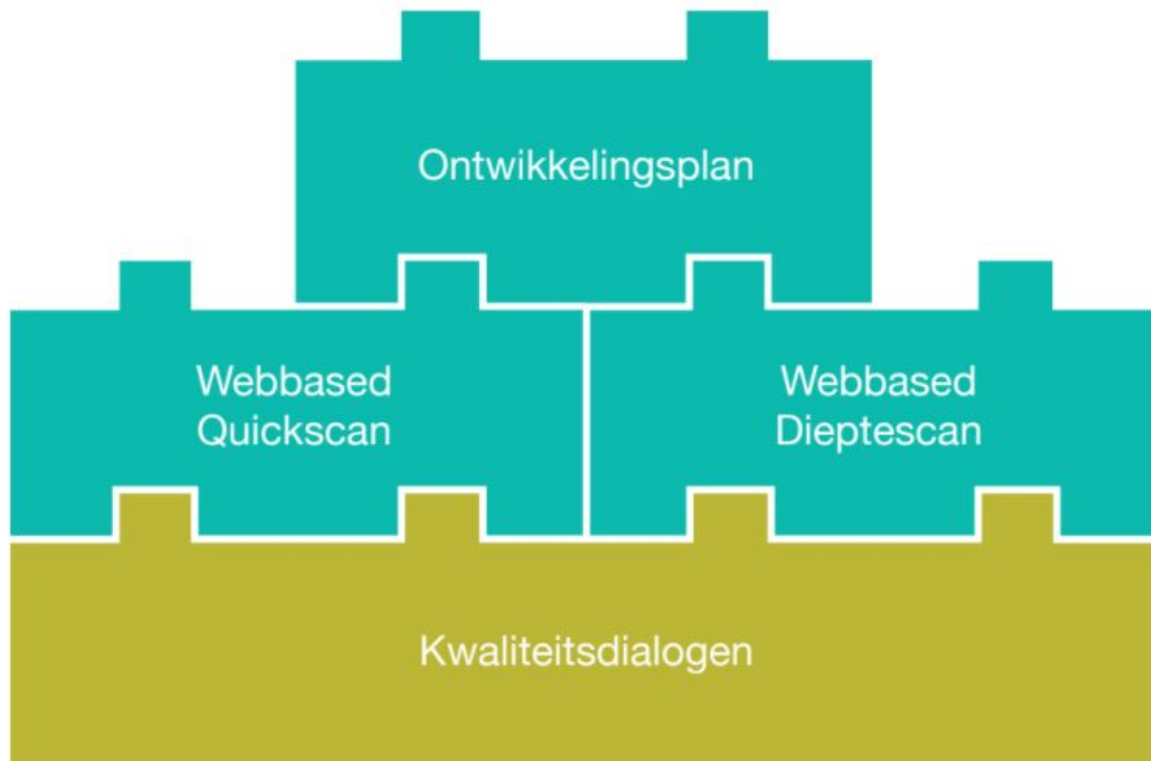 Ontwikkelingsplan
Webbased
Quickscan
Webbased
Dieptescan
Kwaliteitsdialogen